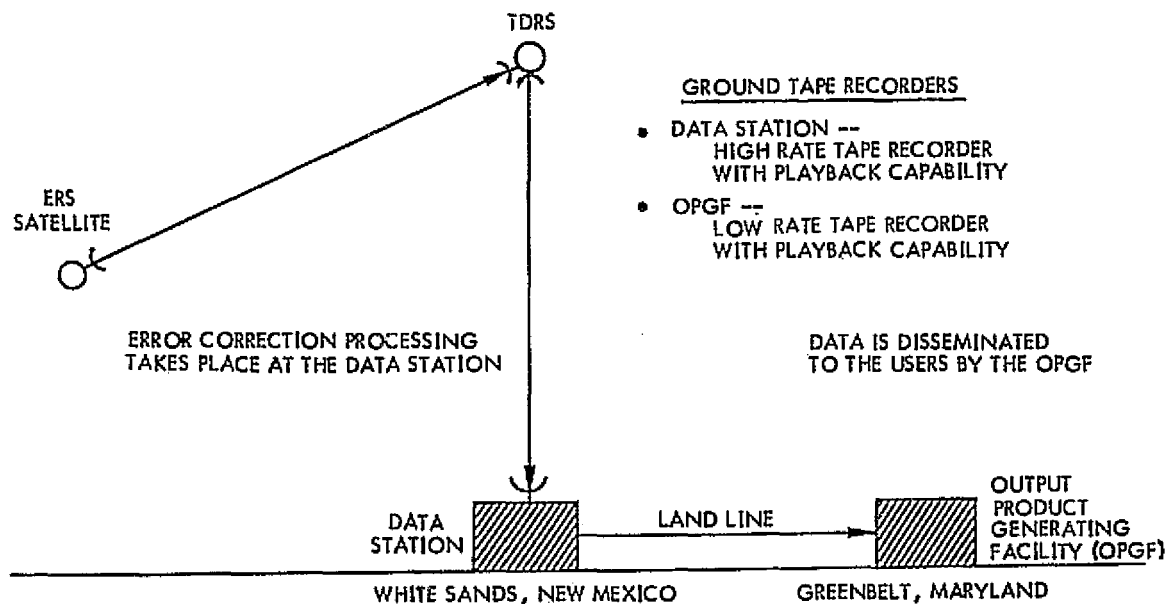 TDRS
GROUND TAPE RECORDERS
• DATA STATION --
HIGH RATE TAPE RECORDER
WITH PLAYBACK CAPABILITY
• OPGF --
LOW RATE TAPE RECORDER
WITH PLAYBACK CAPABILITY
ERS
SATELLITE
ERROR CORRECTION PROCESSING
TAKES PLACE AT THE DATA STATION
DATA IS DISSEMINATED
TO THE USERS BY THE OPGF
DATA
STATION
LAND LINE
OUTPUT
PRODUCT
GENERATING
FACILITY (OPGF)
WHITE SANDS, NEW MEXICO
GREENBELT, MARYLAND